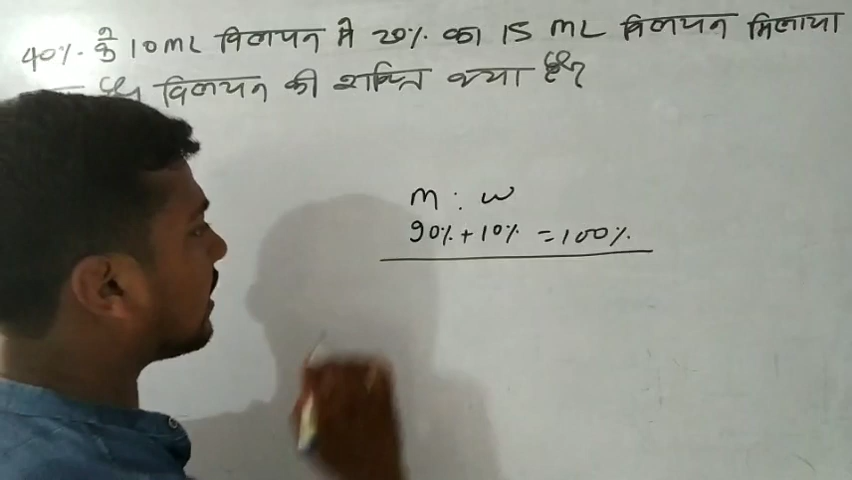 40%. के 10 ML विलयन में 20%. का 15 ML विलयन मिलाया
विलयन की शक्ति क्या है?
m : w
90% + 10% = 100%